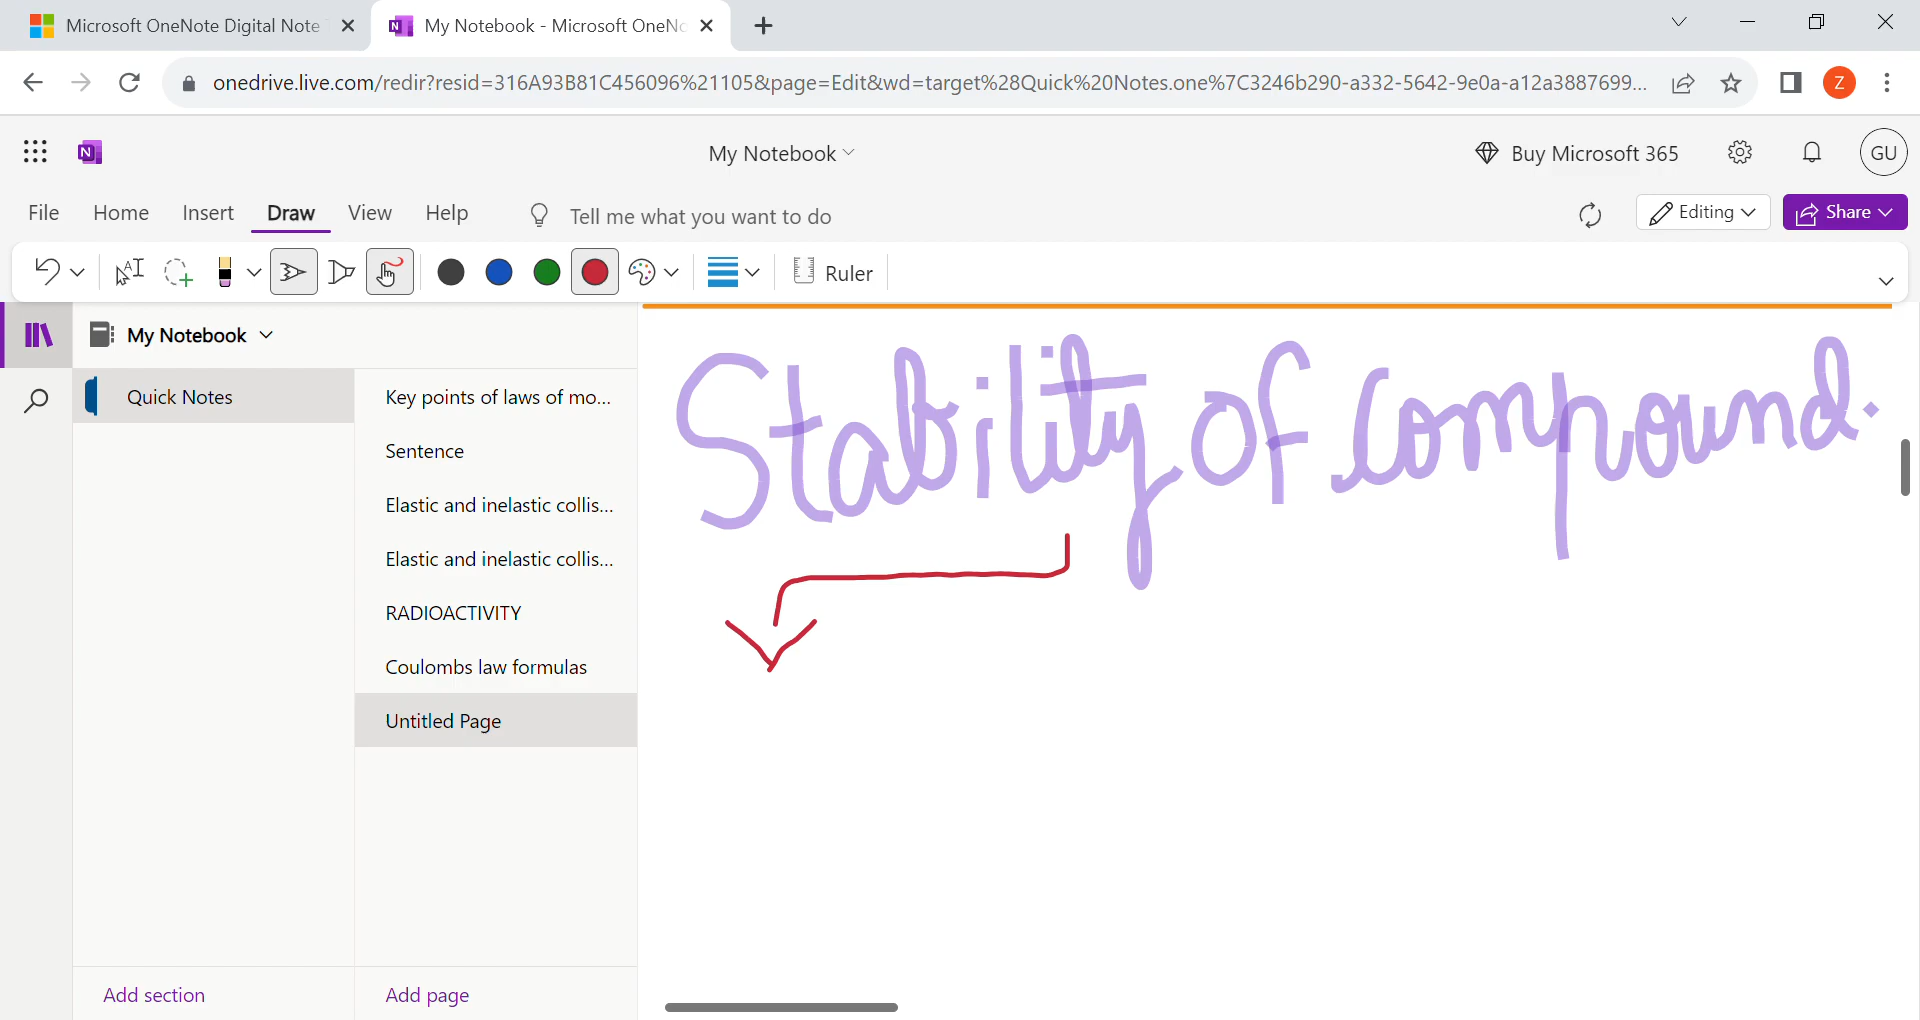 Microsoft OneNote Digital Note
My Notebook - Microsoft OneNo
onedrive.live.com/redir?resid=316A93B81C456096%21105&page=Edit&wd=target%28Quick%20Notes.one%7C3246b290-a332-5642-9e0a-a12a3887699...
Z
My Notebook
Buy Microsoft 365
GU
File Home Insert Draw View Help Tell me what you want to do
Editing
Share
Ruler
My Notebook
Quick Notes
Key points of laws of mo...
Sentence
Elastic and inelastic collis...
Elastic and inelastic collis...
RADIOACTIVITY
Coulombs law formulas
Untitled Page
Add section
Add page
Stability of compound.